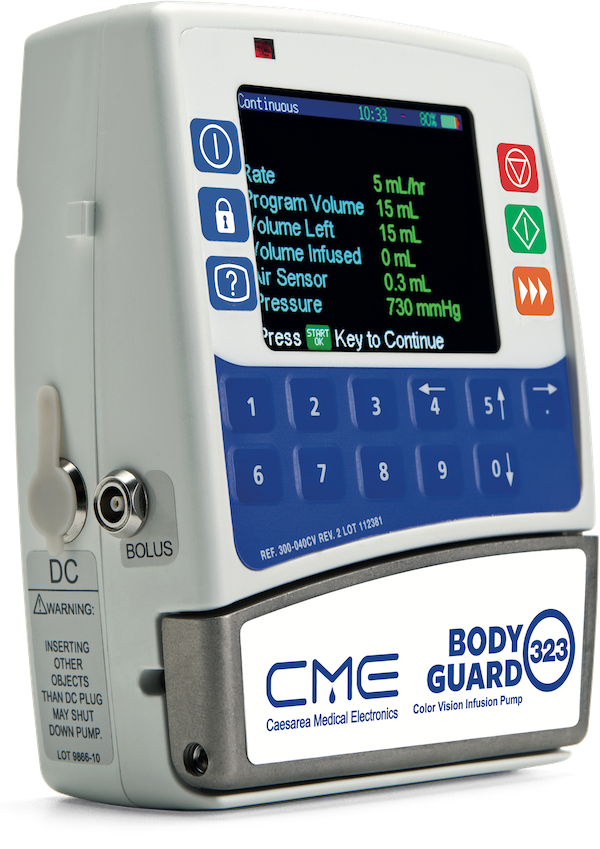 Continuous 10:33 - 80%
Rate 5 mL/hr
Program Volume 15 mL
Volume Left 15 mL
Volume Infused 0 mL
Air Sensor 0.3 mL
Pressure 730 mmHg
Press START OK Key to Continue
?
1 2 3 4 5 .
6 7 8 9 0
REF. 300-040CV REV. 2 LOT 112381
BOLUS
DC
WARNING:
INSERTING
OTHER
OBJECTS
THAN DC PLUG
MAY SHUT
DOWN PUMP.
LOT 9866-10
CME
Caesarea Medical Electronics
BODY
GUARD
323
Color Vision Infusion Pump